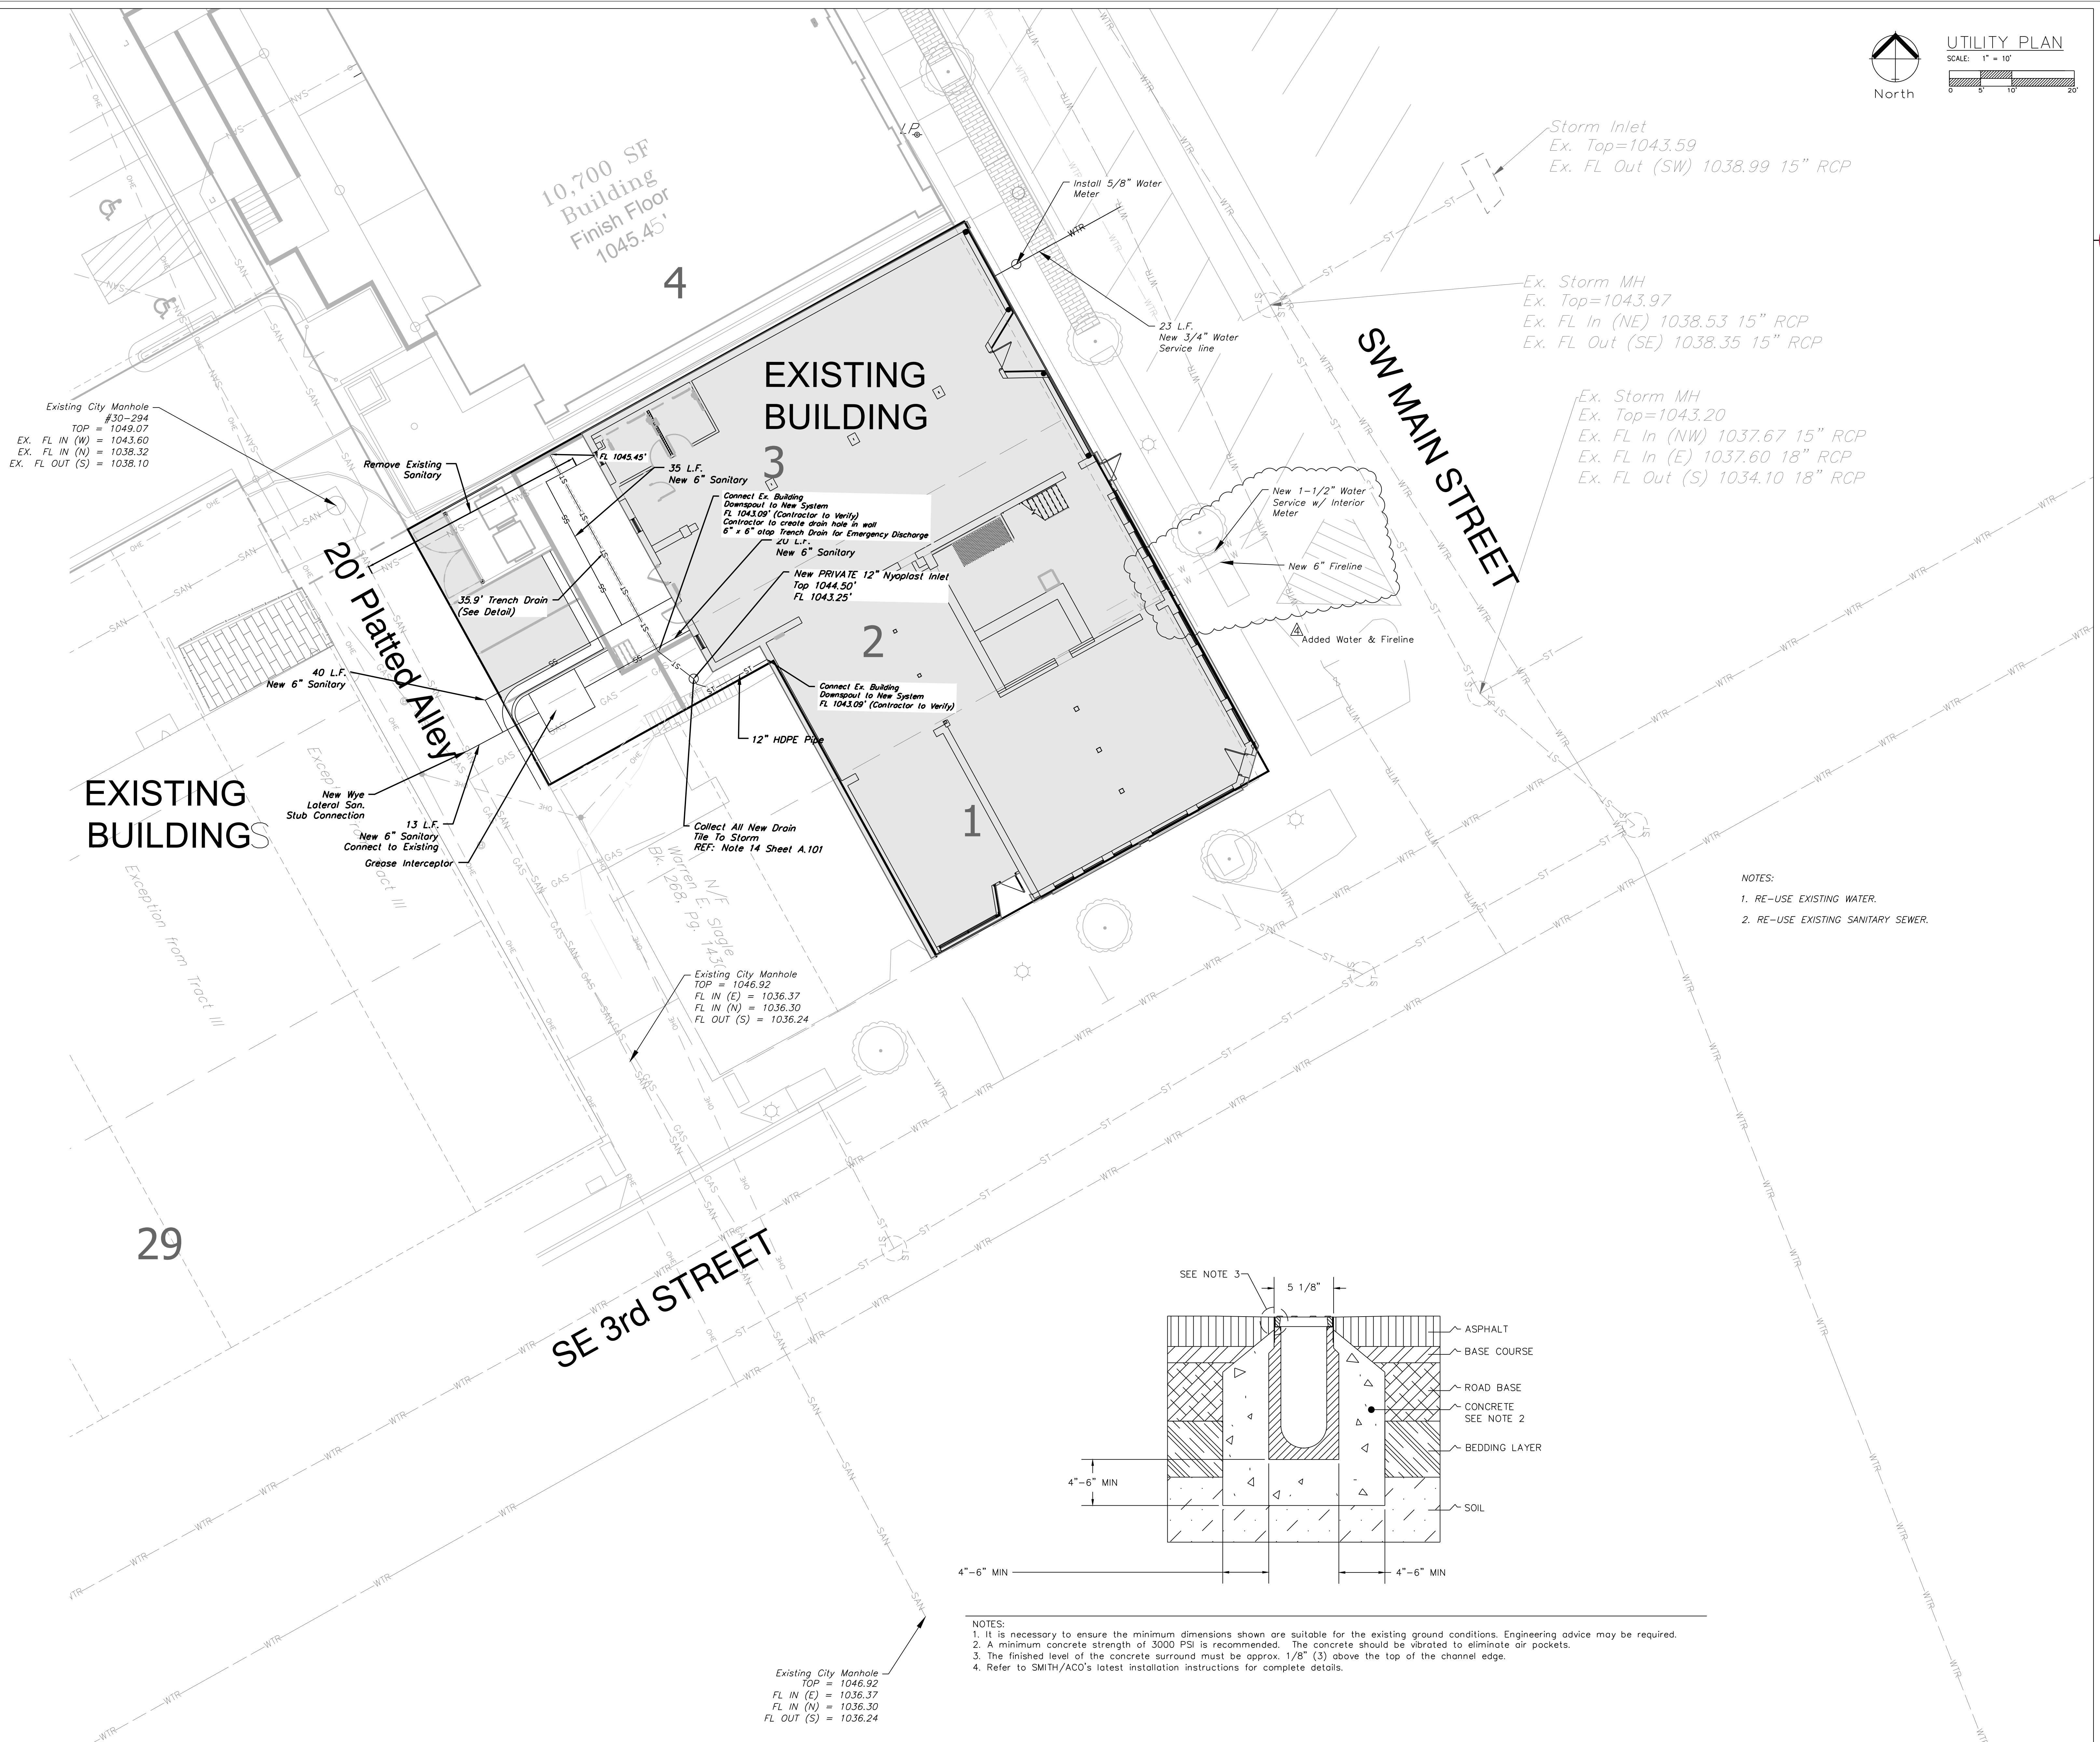 UTILITY PLAN
SCALE: 1" = 10'
0 5' 10' 20'
North
Storm Inlet
Ex. Top=1043.59
Ex. FL Out (SW) 1038.99 15" RCP
Ex. Storm MH
Ex. Top=1043.97
Ex. FL In (NE) 1038.53 15" RCP
Ex. FL Out (SE) 1038.35 15" RCP
Ex. Storm MH
Ex. Top=1043.20
Ex. FL In (NW) 1037.67 15" RCP
Ex. FL In (E) 1037.60 18" RCP
Ex. FL Out (S) 1034.10 18" RCP
LP
10,700 SF
Building
Finish Floor
1045.45'
4
Install 5/8" Water
Meter
23 L.F.
New 3/4" Water
Service line
SW MAIN STREET
EXISTING
BUILDING
3
Existing City Manhole
#30-294
TOP = 1049.07
EX. FL IN (W) = 1043.60
EX. FL IN (N) = 1038.32
EX. FL OUT (S) = 1038.10
Remove Existing
Sanitary
FL 1045.45'
35 L.F.
New 6" Sanitary
Connect Ex. Building
Downspout to New System
FL 1043.09' (Contractor to Verify)
Contractor to create drain hole in wall
6" x 6" atop Trench Drain for Emergency Discharge
20 L.F.
New 6" Sanitary
New PRIVATE 12" Nyoplast Inlet
Top 1044.50'
FL 1043.25'
35.9' Trench Drain
(See Detail)
20' Platted Alley
New 1-1/2" Water
Service w/ Interior
Meter
New 6" Fireline
4
Added Water & Fireline
2
40 L.F.
New 6" Sanitary
Connect Ex. Building
Downspout to New System
FL 1043.09' (Contractor to Verify)
12" HDPE Pipe
EXISTING
BUILDINGS
New Wye
Lateral San.
Stub Connection
13 L.F.
New 6" Sanitary
Connect to Existing
Grease Interceptor
Collect All New Drain
Tile To Storm
REF: Note 14 Sheet A.101
1
Exception from Tract III
Exception from Tract III
N/F
Warren E. Slagle
Bk. 1268, Pg. 143
NOTES:
1. RE-USE EXISTING WATER.
2. RE-USE EXISTING SANITARY SEWER.
Existing City Manhole
TOP = 1046.92
FL IN (E) = 1036.37
FL IN (N) = 1036.30
FL OUT (S) = 1036.24
29
SE 3rd STREET
SEE NOTE 3
5 1/8"
ASPHALT
BASE COURSE
ROAD BASE
CONCRETE
SEE NOTE 2
BEDDING LAYER
SOIL
4"-6" MIN
4"-6" MIN
4"-6" MIN
NOTES:
1. It is necessary to ensure the minimum dimensions shown are suitable for the existing ground conditions. Engineering advice may be required.
2. A minimum concrete strength of 3000 PSI is recommended. The concrete should be vibrated to eliminate air pockets.
3. The finished level of the concrete surround must be approx. 1/8" (3) above the top of the channel edge.
4. Refer to SMITH/ACO's latest installation instructions for complete details.
Existing City Manhole
TOP = 1046.92
FL IN (E) = 1036.37
FL IN (N) = 1036.30
FL OUT (S) = 1036.24